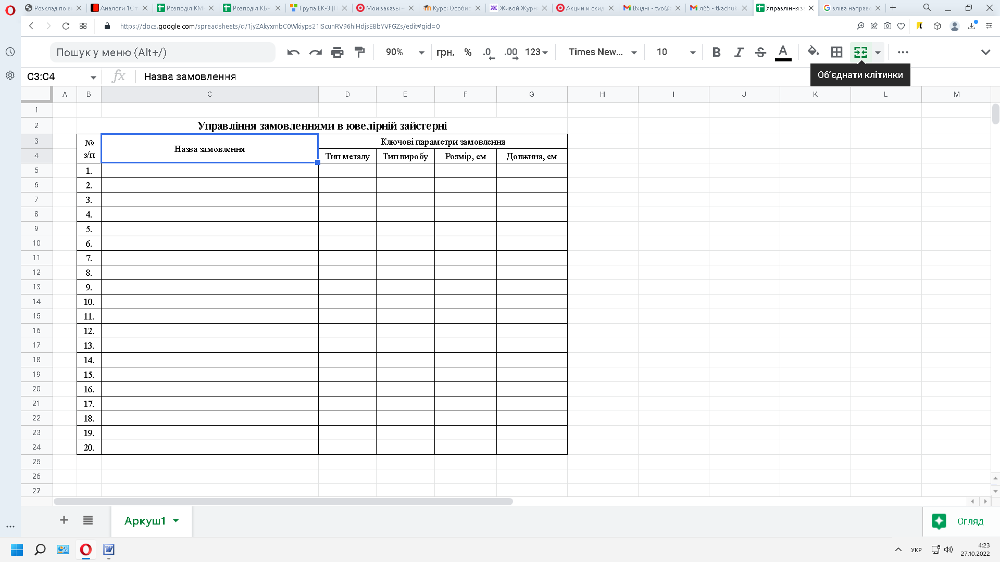 Розклад по в
Аналоги 1С
Розподіл КМ
Розподіл КБР
Група ЕК-3 [Г
Мои заказы –
Курс: Особис
Живой Журн
Акции и скид
Вхідні - tvo@
л65 - tkachuk
Управління з
зліва направо
https://docs.google.com/spreadsheets/d/1jyZAkyxmbC0Wkiyps21IScunRV96hiHdjsEBbYVFGZs/edit#gid=0
Пошук у меню (Alt+/) 90% грн. % .0 .00 123 Times New... 10 B I S A
C3:C4 fx Назва замовлення
Об’єднати клітинки
A B C D E F G H I J K L M
1
2 Управління замовленнями в ювелірній зайстерні
3 № з/п Назва замовлення Ключові параметри замовлення
4 Тип металу Тип виробу Розмір, см Довжина, см
5 1.
6 2.
7 3.
8 4.
9 5.
10 6.
11 7.
12 8.
13 9.
14 10.
15 11.
16 12.
17 13.
18 14.
19 15.
20 16.
21 17.
22 18.
23 19.
24 20.
25
26
27
Аркуш1
Огляд
УКР
4:23
27.10.2022